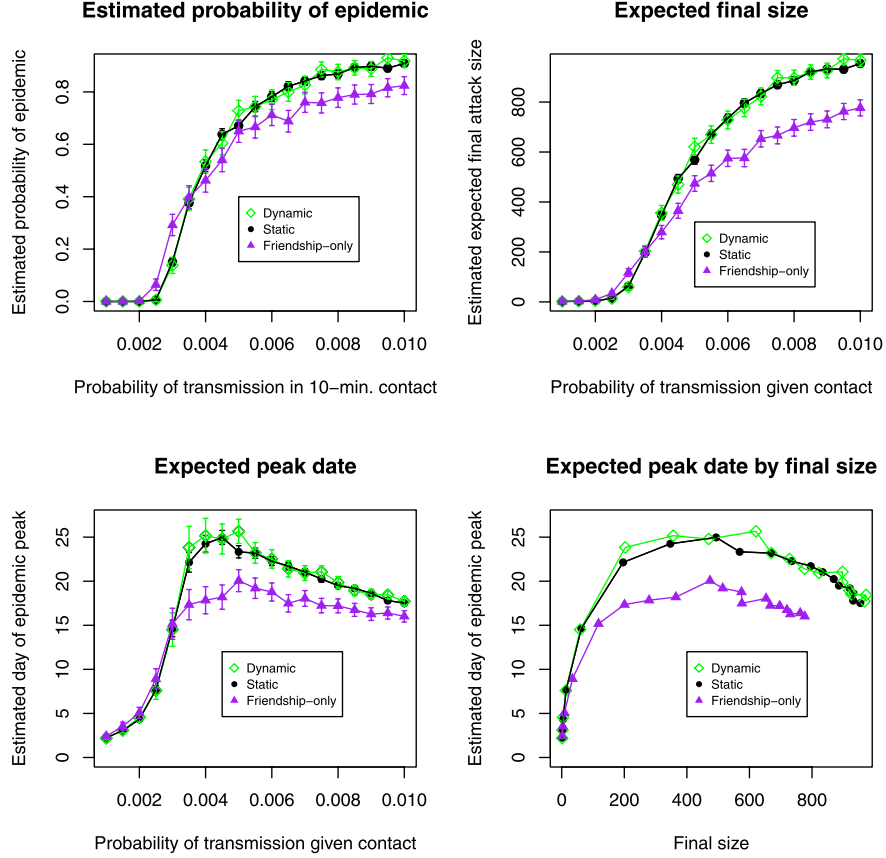 Estimated probability of epidemic
Estimated probability of epidemic
0.0 0.2 0.4 0.6 0.8
Dynamic
Static
Friendship−only
0.002 0.004 0.006 0.008 0.010
Probability of transmission in 10−min. contact
Expected final size
Estimated expected final attack size
0 200 400 600 800
Dynamic
Static
Friendship−only
0.002 0.004 0.006 0.008 0.010
Probability of transmission given contact
Expected peak date
Estimated day of epidemic peak
0 5 10 15 20 25
Dynamic
Static
Friendship−only
0.002 0.004 0.006 0.008 0.010
Probability of transmission given contact
Expected peak date by final size
Estimated day of epidemic peak
0 5 10 15 20 25
Dynamic
Static
Friendship−only
0 200 400 600 800
Final size